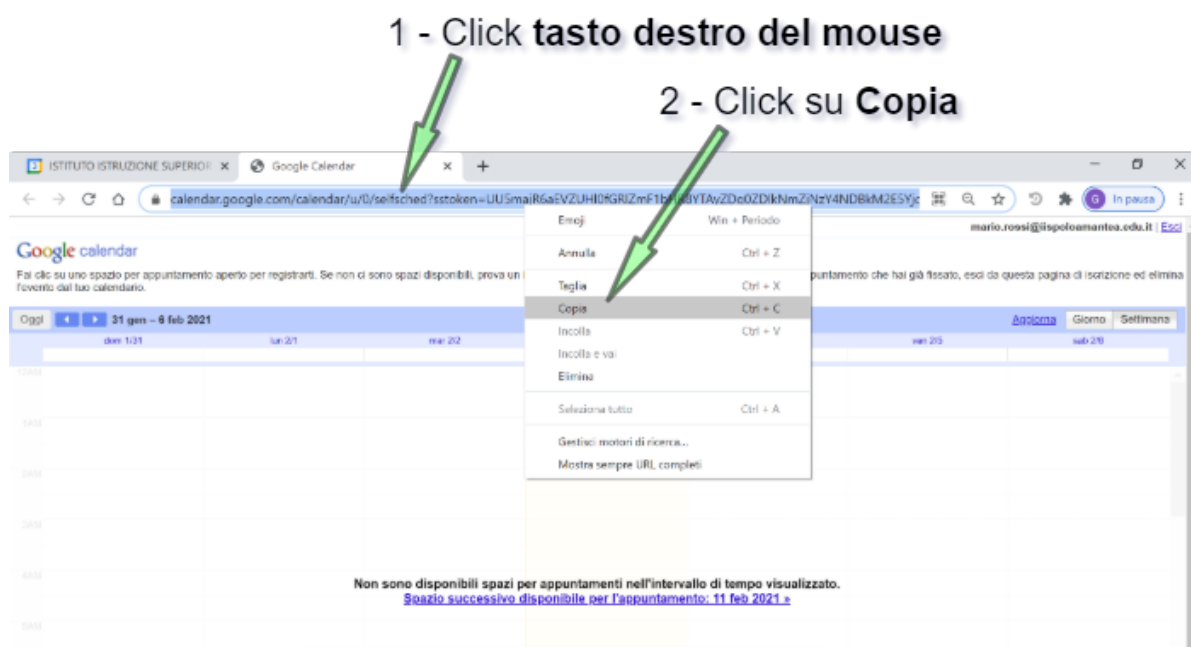 1 - Click tasto destro del mouse
2 - Click su Copia
ISTITUTO ISTRUZIONE SUPERIOR
Google Calendar
calendar.google.com/calendar/u/0/selfsched?sstoken=
In pausa
mario.rossi@iispoloamantea.edu.it | Esci
Google calendar
Fai clic su uno spazio per appuntamento aperto per registrarti. Se non ci sono spazi disponibili, prova un
puntamento che hai già fissato, esci da questa pagina di iscrizione ed elimina
l'evento dal tuo calendario.
Oggi 31 gen – 6 feb 2021 Aggiorna Giorno Settimana
dom 1/31 lun 2/1 mar 2/2 ven 2/5 sab 2/6
Emoji Win + Periodo
Annulla Ctrl + Z
Taglia Ctrl + X
Copia Ctrl + C
Incolla Ctrl + V
Incolla e vai
Elimina
Seleziona tutto Ctrl + A
Gestisci motori di ricerca...
Mostra sempre URL completi
12AM
1AM
Non sono disponibili spazi per appuntamenti nell'intervallo di tempo visualizzato.
Spazio successivo disponibile per l'appuntamento: 11 feb 2021 »